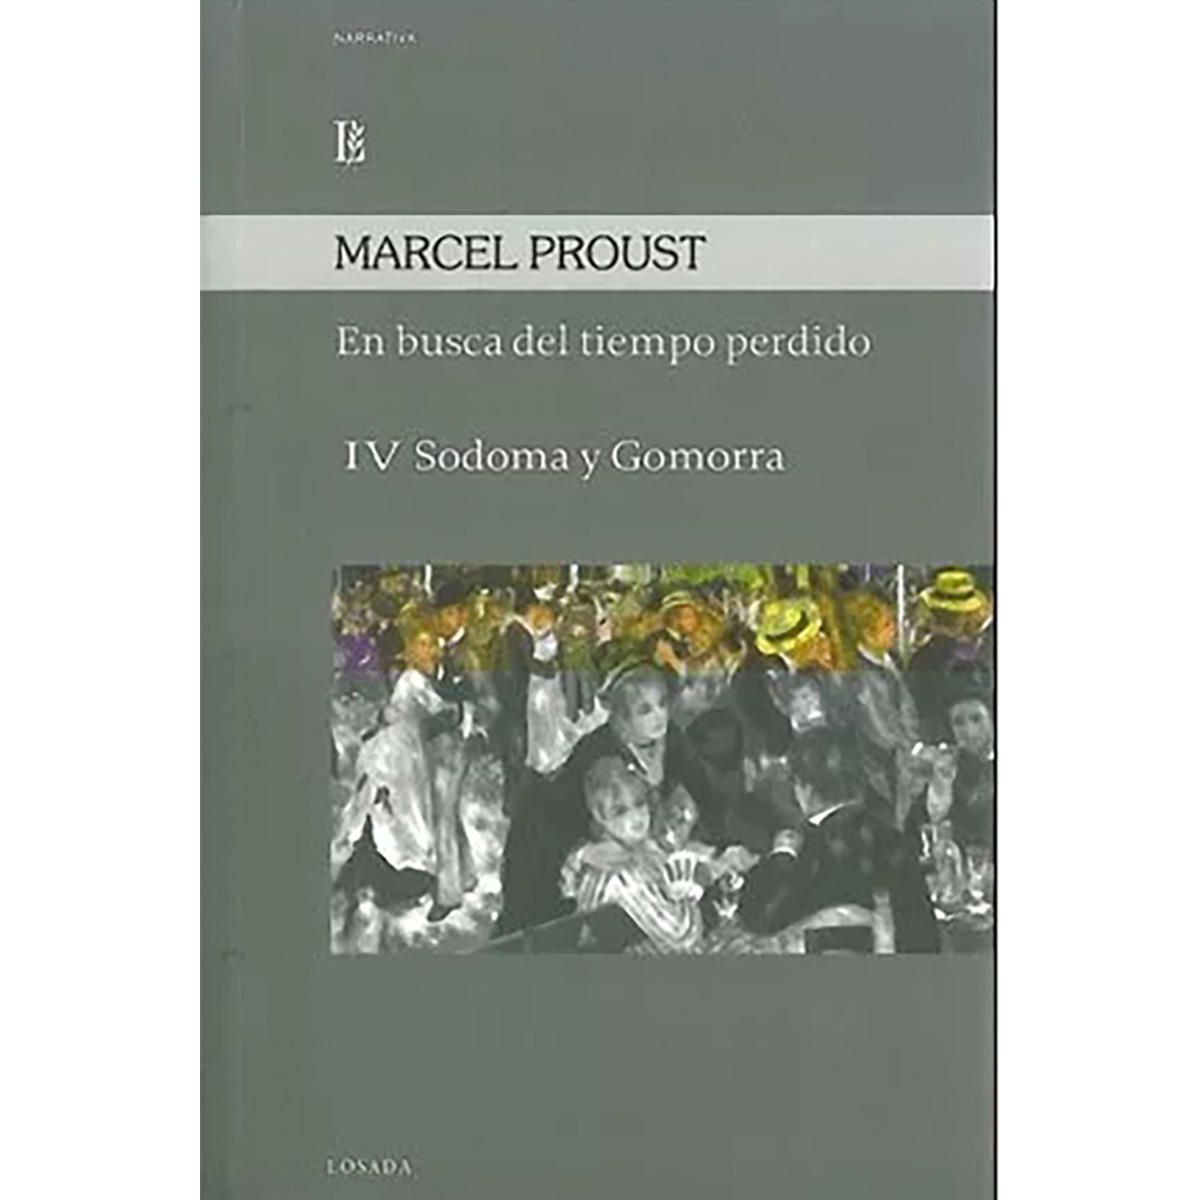 NARRATIVA
MARCEL PROUST
En busca del tiempo perdido
IV Sodoma y Gomorra
LOSADA